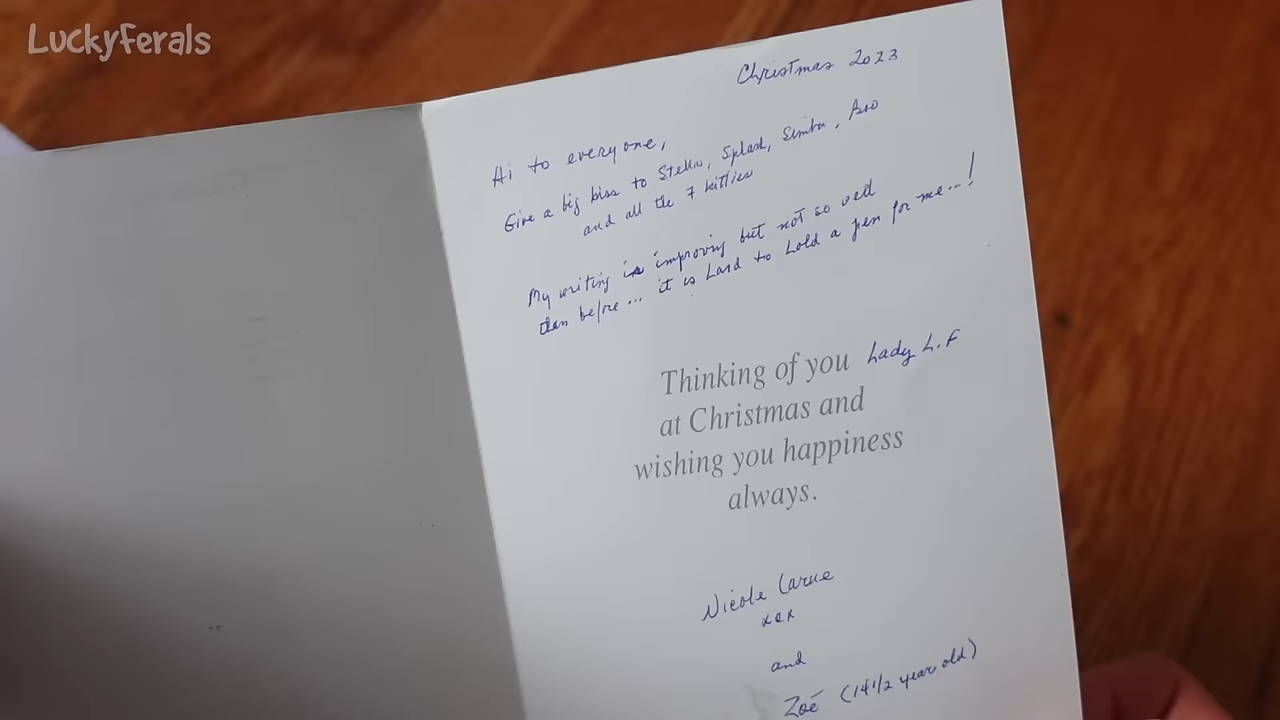 LuckyFerals
Christmas 2023
Hi to everyone,
Give a big kiss to Stella, Splash, Simba, Boo
and all the 7 kitties
My writing is improving but not so well
than before... it is hard to hold a pen for me...!
Thinking of you Lady L.F
at Christmas and
wishing you happiness
always.
Nicole Larue
xox
and
Zoé (14 1/2 year old)